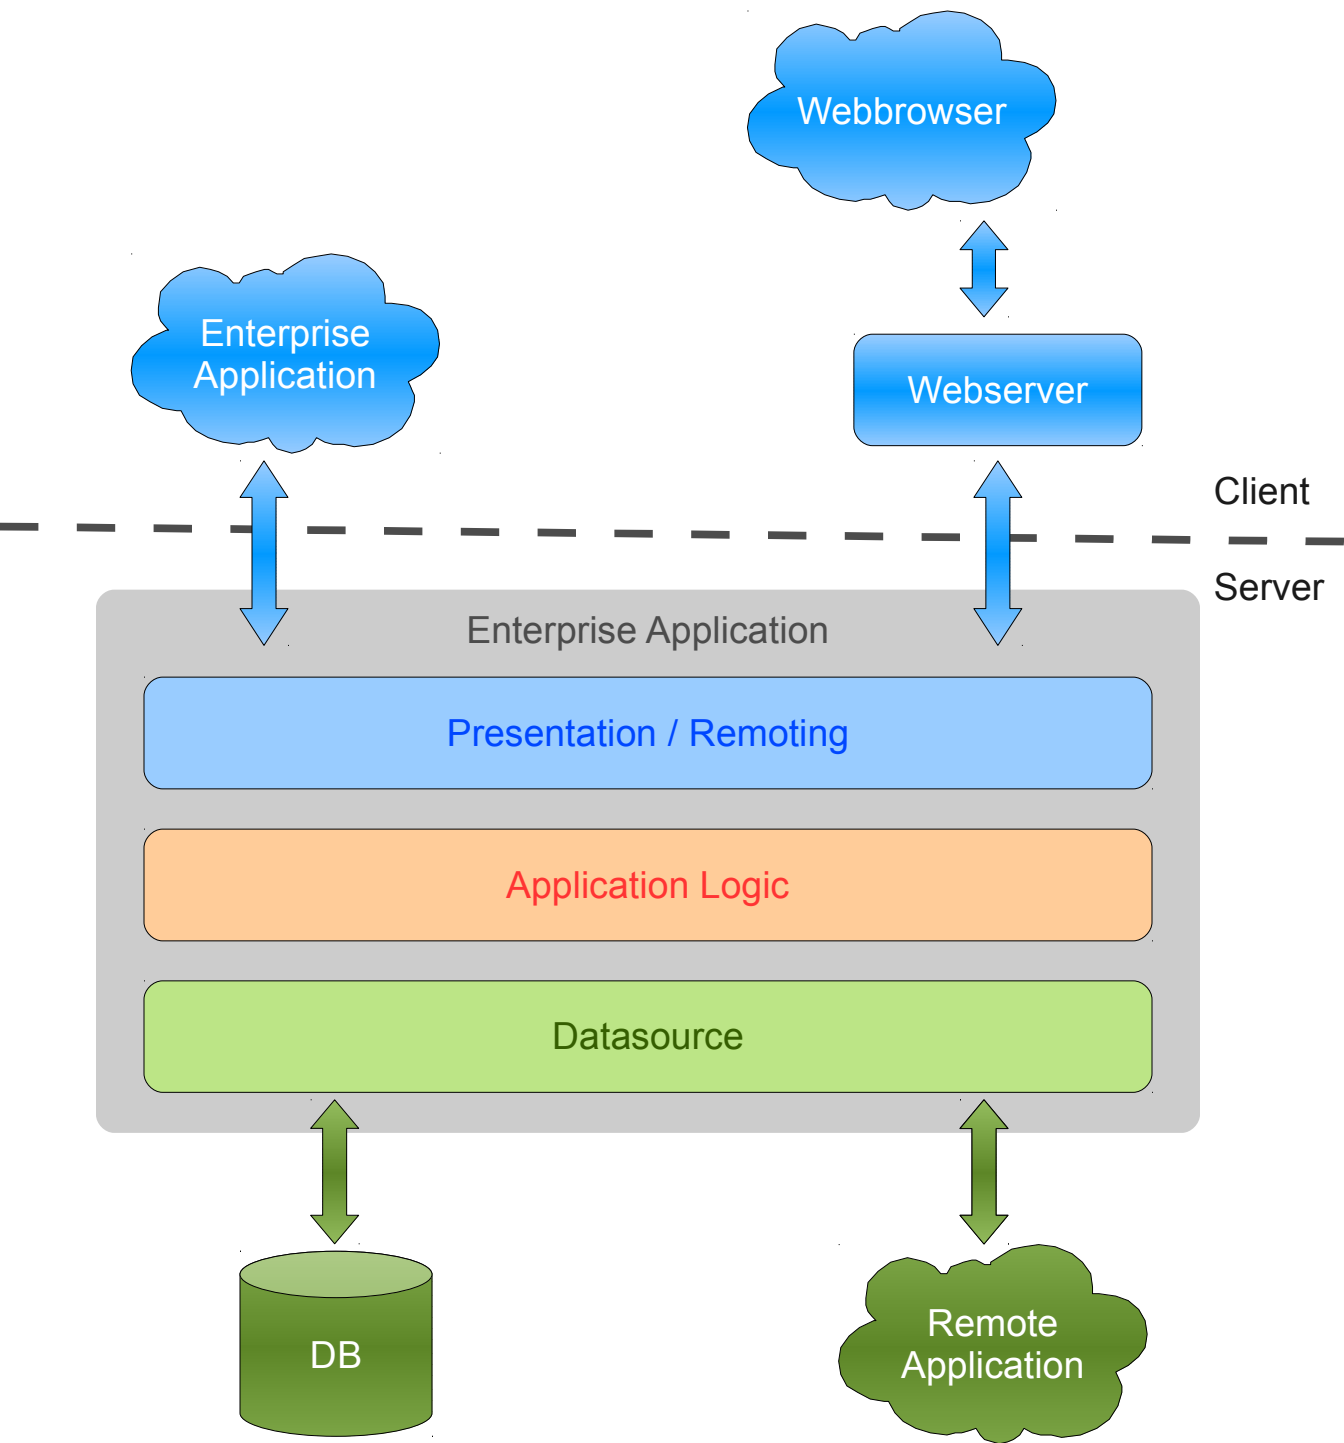 Webbrowser
Enterprise
Application
Webserver
Client
Server
Enterprise Application
Presentation / Remoting
Application Logic
Datasource
DB
Remote
Application